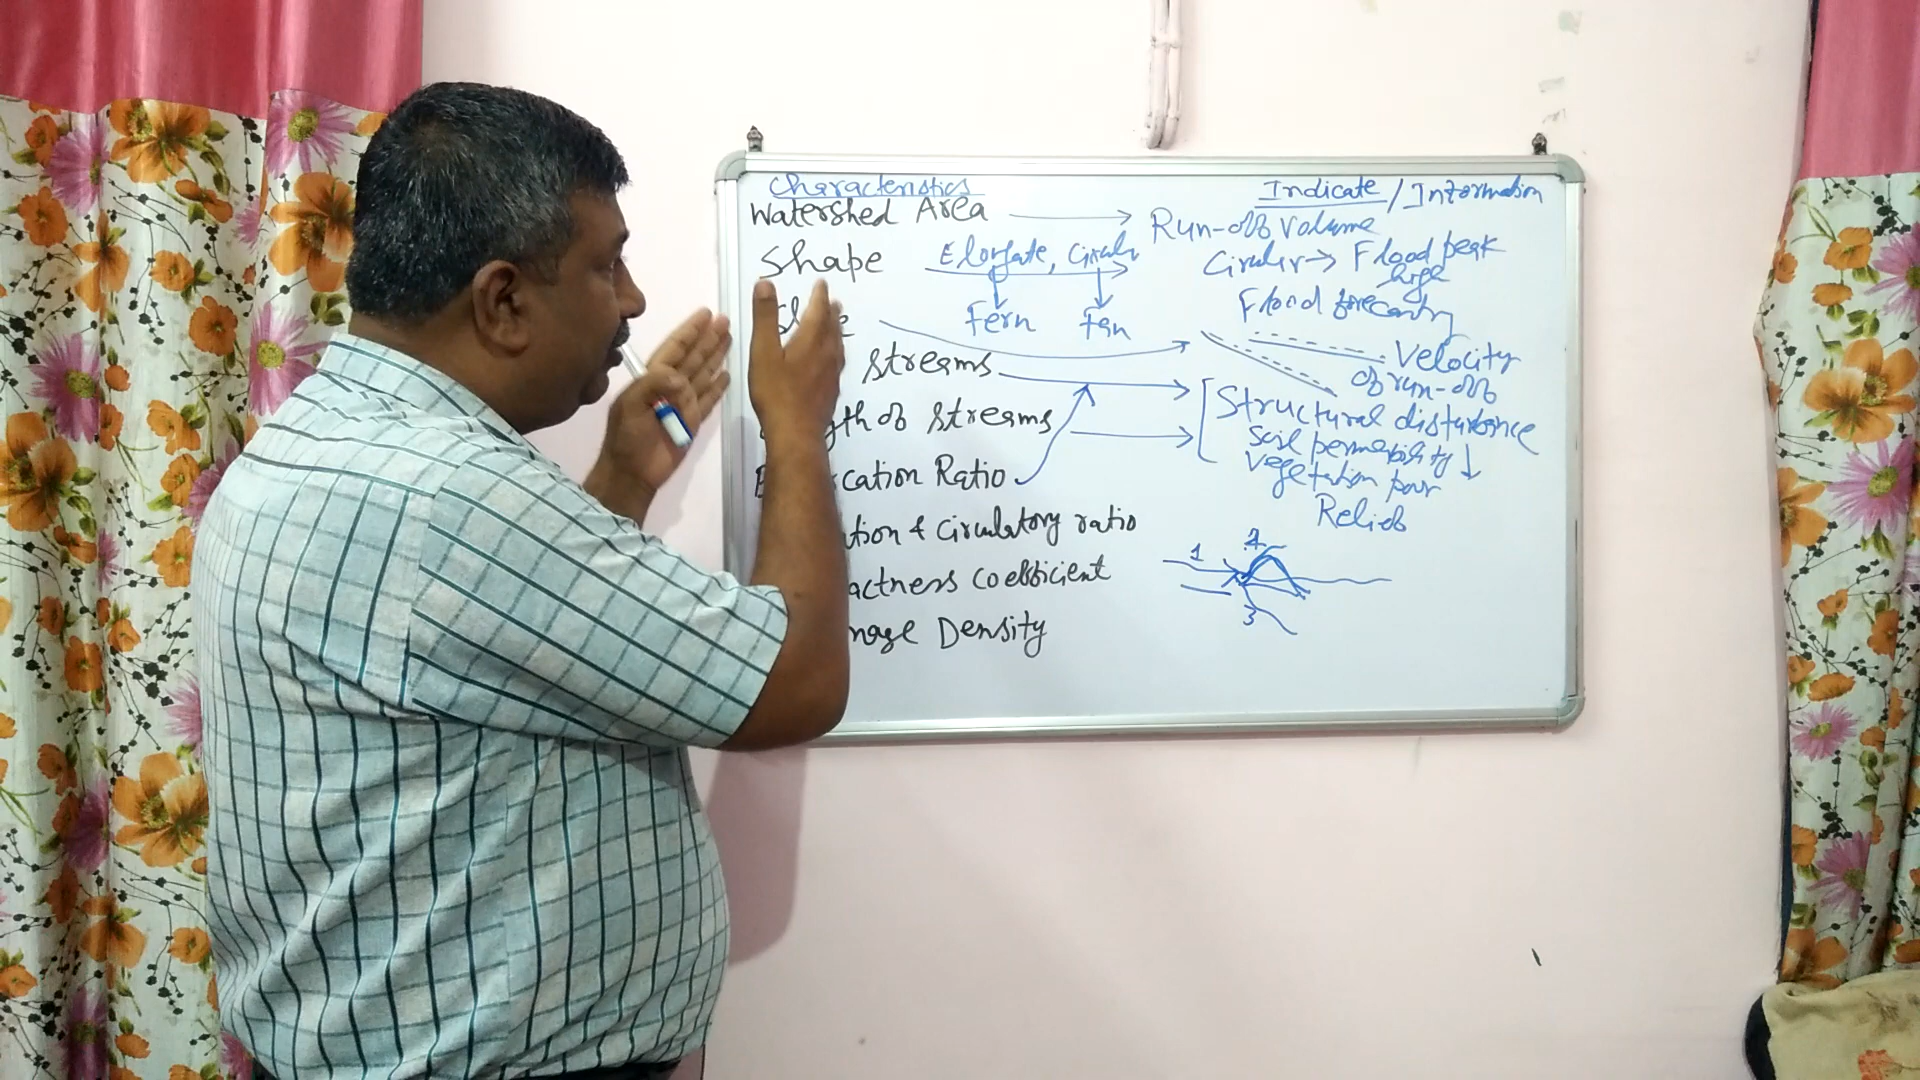 Characteristics Indicate / Information
Watershed Area → Run-off Volume
Shape Elongate, Circular Circular → Flood peak
high
Fern Fan Flood forecasting
Velocity
of run-off
streams
Structural disturbance
Length of streams
Soil permeability ↓
Vegetation poor
cation Ratio
Relief
tion & Circulatory ratio
1 2
actness coefficient
3
nage Density